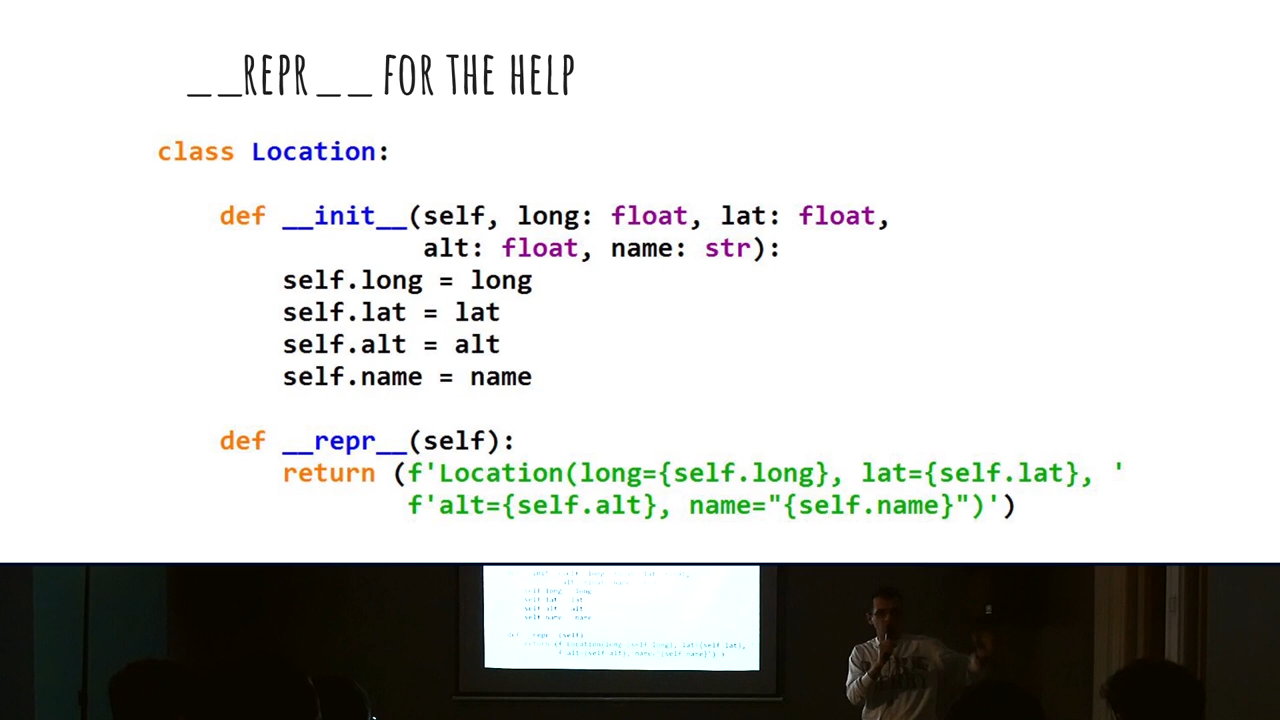 __REPR__ FOR THE HELP
class Location:
def __init__(self, long: float, lat: float,
alt: float, name: str):
self.long = long
self.lat = lat
self.alt = alt
self.name = name
def __repr__(self):
return (f'Location(long={self.long}, lat={self.lat}, '
f'alt={self.alt}, name="{self.name}")')